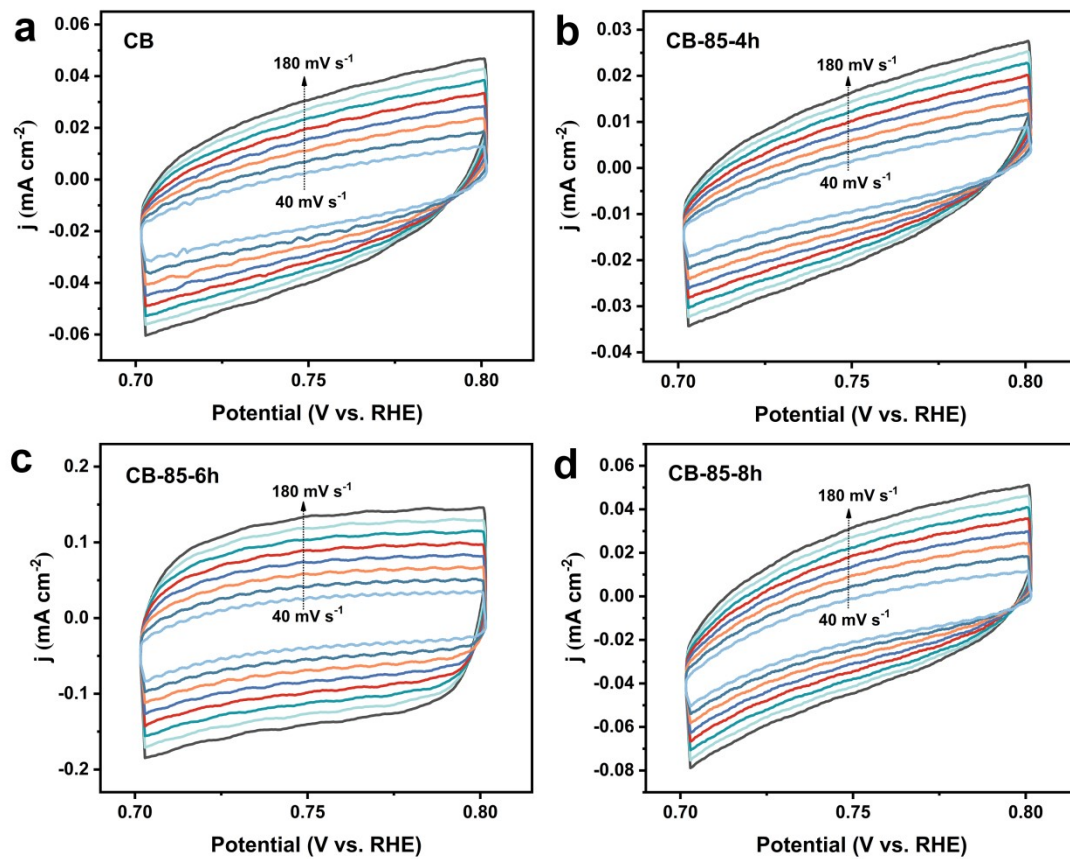 a
CB
j (mA cm⁻²)
0.06
0.04
0.02
0.00
-0.02
-0.04
-0.06
180 mV s⁻¹
40 mV s⁻¹
0.70
0.75
0.80
Potential (V vs. RHE)
b
CB-85-4h
j (mA cm⁻²)
0.03
0.02
0.01
0.00
-0.01
-0.02
-0.03
-0.04
180 mV s⁻¹
40 mV s⁻¹
0.70
0.75
0.80
Potential (V vs. RHE)
c
CB-85-6h
j (mA cm⁻²)
0.2
0.1
0.0
-0.1
-0.2
180 mV s⁻¹
40 mV s⁻¹
0.70
0.75
0.80
Potential (V vs. RHE)
d
CB-85-8h
j (mA cm⁻²)
0.06
0.04
0.02
0.00
-0.02
-0.04
-0.06
-0.08
180 mV s⁻¹
40 mV s⁻¹
0.70
0.75
0.80
Potential (V vs. RHE)